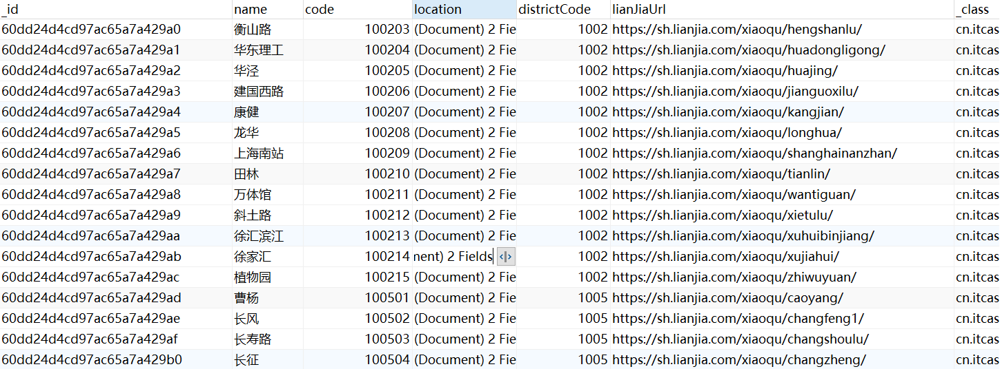 _id name code location districtCode lianJiaUrl _class
60dd24d4cd97ac65a7a429a0 衡山路 100203 (Document) 2 Fie 1002 https://sh.lianjia.com/xiaoqu/hengshanlu/ cn.itcas
60dd24d4cd97ac65a7a429a1 华东理工 100204 (Document) 2 Fie 1002 https://sh.lianjia.com/xiaoqu/huadongligong/ cn.itcas
60dd24d4cd97ac65a7a429a2 华泾 100205 (Document) 2 Fie 1002 https://sh.lianjia.com/xiaoqu/huajing/ cn.itcas
60dd24d4cd97ac65a7a429a3 建国西路 100206 (Document) 2 Fie 1002 https://sh.lianjia.com/xiaoqu/jianguoxilu/ cn.itcas
60dd24d4cd97ac65a7a429a4 康健 100207 (Document) 2 Fie 1002 https://sh.lianjia.com/xiaoqu/kangjian/ cn.itcas
60dd24d4cd97ac65a7a429a5 龙华 100208 (Document) 2 Fie 1002 https://sh.lianjia.com/xiaoqu/longhua/ cn.itcas
60dd24d4cd97ac65a7a429a6 上海南站 100209 (Document) 2 Fie 1002 https://sh.lianjia.com/xiaoqu/shanghainanzhan/ cn.itcas
60dd24d4cd97ac65a7a429a7 田林 100210 (Document) 2 Fie 1002 https://sh.lianjia.com/xiaoqu/tianlin/ cn.itcas
60dd24d4cd97ac65a7a429a8 万体馆 100211 (Document) 2 Fie 1002 https://sh.lianjia.com/xiaoqu/wantiguan/ cn.itcas
60dd24d4cd97ac65a7a429a9 斜土路 100212 (Document) 2 Fie 1002 https://sh.lianjia.com/xiaoqu/xietulu/ cn.itcas
60dd24d4cd97ac65a7a429aa 徐汇滨江 100213 (Document) 2 Fie 1002 https://sh.lianjia.com/xiaoqu/xuhuibinjiang/ cn.itcas
60dd24d4cd97ac65a7a429ab 徐家汇 100214 nent) 2 Fields 1002 https://sh.lianjia.com/xiaoqu/xujiahui/ cn.itcas
60dd24d4cd97ac65a7a429ac 植物园 100215 (Document) 2 Fie 1002 https://sh.lianjia.com/xiaoqu/zhiwuyuan/ cn.itcas
60dd24d4cd97ac65a7a429ad 曹杨 100501 (Document) 2 Fie 1005 https://sh.lianjia.com/xiaoqu/caoyang/ cn.itcas
60dd24d4cd97ac65a7a429ae 长风 100502 (Document) 2 Fie 1005 https://sh.lianjia.com/xiaoqu/changfeng1/ cn.itcas
60dd24d4cd97ac65a7a429af 长寿路 100503 (Document) 2 Fie 1005 https://sh.lianjia.com/xiaoqu/changshoulu/ cn.itcas
60dd24d4cd97ac65a7a429b0 长征 100504 (Document) 2 Fie 1005 https://sh.lianjia.com/xiaoqu/changzheng/ cn.itcas